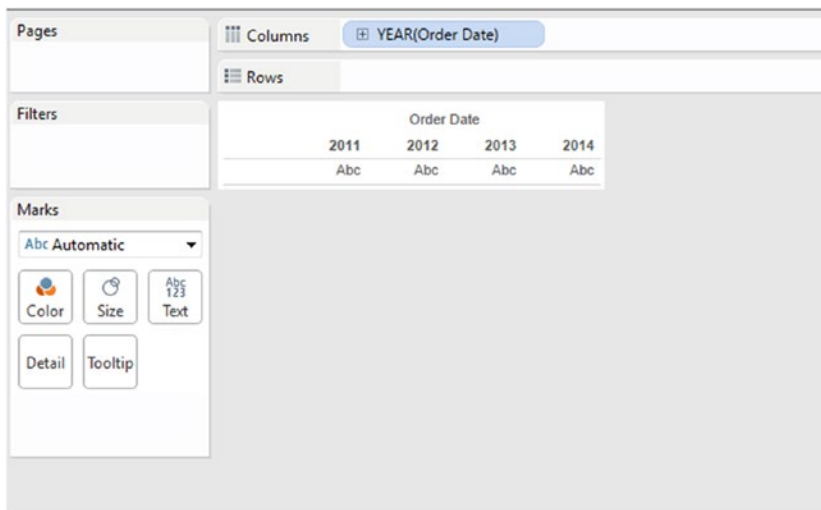 Pages
Columns
YEAR(Order Date)
Rows
Filters
Order Date
2011 2012 2013 2014
Abc Abc Abc Abc
Marks
Abc Automatic
Abc
123
Color Size Text
Detail Tooltip